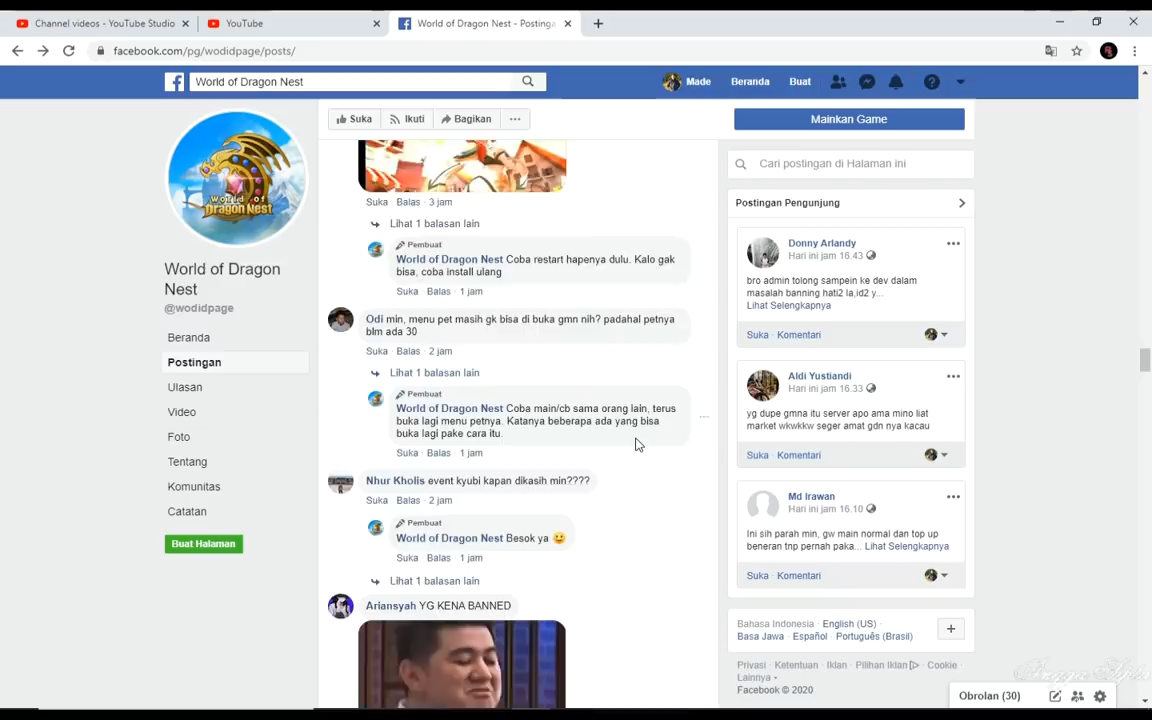 Channel videos - YouTube Studio
YouTube
World of Dragon Nest - Posting
facebook.com/pg/wodidpage/posts/
World of Dragon Nest
Made
Beranda
Buat
Suka
Ikuti
Bagikan
Mainkan Game
WORLD OF
DRAGON NEST
World of Dragon
Nest
@wodidpage
Beranda
Postingan
Ulasan
Video
Foto
Tentang
Komunitas
Catatan
Buat Halaman
Suka Balas · 3 jam
Lihat 1 balasan lain
Pembuat
World of Dragon Nest Coba restart hapenya dulu. Kalo gak
bisa, coba install ulang
Suka · Balas · 1 jam
Odi min, menu pet masih gk bisa di buka gmn nih? padahal petnya
blm ada 30
Suka · Balas · 2 jam
Lihat 1 balasan lain
Pembuat
World of Dragon Nest Coba main/cb sama orang lain, terus
buka lagi menu petnya. Katanya beberapa ada yang bisa
buka lagi pake cara itu.
Suka · Balas · 1 jam
Nhur Kholis event kyubi kapan dikasih min????
Suka · Balas · 2 jam
Pembuat
World of Dragon Nest Besok ya 😃
Suka · Balas · 1 jam
Lihat 1 balasan lain
Ariansyah YG KENA BANNED
Cari postingan di Halaman ini
Postingan Pengunjung
Donny Arlandy
Hari ini jam 16.43
bro admin tolong sampein ke dev dalam
masalah banning hati2 la,id2 y...
Lihat Selengkapnya
Suka · Komentari
Aldi Yustiandi
Hari ini jam 16.33
yg dupe gmna itu server apo ama mino liat
market wkwkkw seger amat gdn nya kacau
Suka · Komentari
Md Irawan
Hari ini jam 16.10
Ini sih parah min, gw main normal dan top up
beneran tnp pernah paka... Lihat Selengkapnya
Suka · Komentari
Bahasa Indonesia · English (US) ·
Basa Jawa · Español · Português (Brasil)
Privasi · Ketentuan · Iklan · Pilihan Iklan · Cookie ·
Lainnya
Facebook © 2020
Obrolan (30)